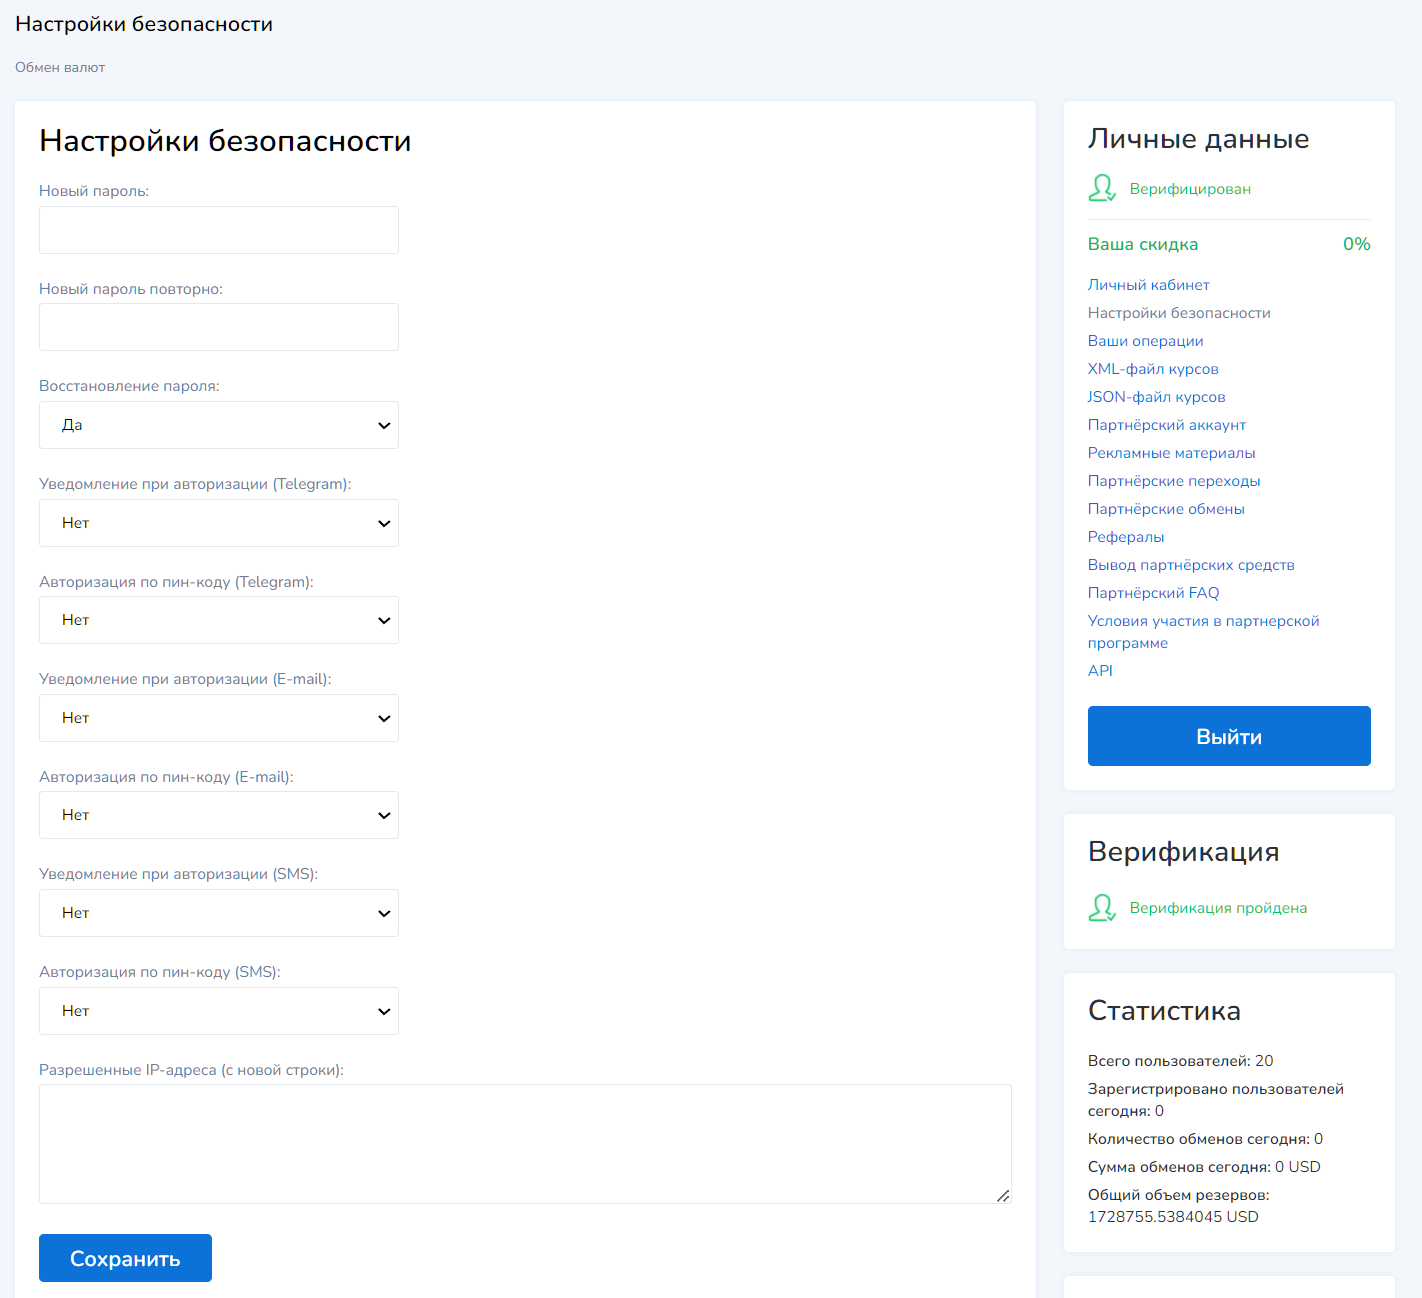 Настройки безопасности
Обмен валют
Настройки безопасности
Новый пароль:
Новый пароль повторно:
Восстановление пароля:
Да
Уведомление при авторизации (Telegram):
Нет
Авторизация по пин-коду (Telegram):
Нет
Уведомление при авторизации (E-mail):
Нет
Авторизация по пин-коду (E-mail):
Нет
Уведомление при авторизации (SMS):
Нет
Авторизация по пин-коду (SMS):
Нет
Разрешенные IP-адреса (с новой строки):
Сохранить
Личные данные
Верифицирован
Ваша скидка 0%
Личный кабинет
Настройки безопасности
Ваши операции
XML-файл курсов
JSON-файл курсов
Партнёрский аккаунт
Рекламные материалы
Партнёрские переходы
Партнёрские обмены
Рефералы
Вывод партнёрских средств
Партнёрский FAQ
Условия участия в партнерской
программе
API
Выйти
Верификация
Верификация пройдена
Статистика
Всего пользователей: 20
Зарегистрировано пользователей
сегодня: 0
Количество обменов сегодня: 0
Сумма обменов сегодня: 0 USD
Общий объем резервов:
1728755.5384045 USD